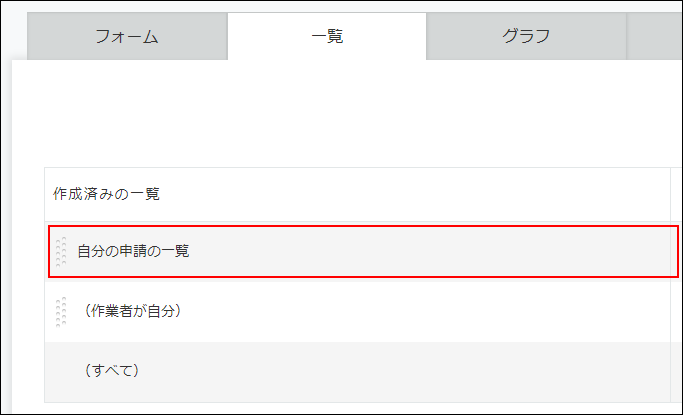 フォーム
一覧
グラフ
作成済みの一覧
自分の申請の一覧
（作業者が自分）
（すべて）